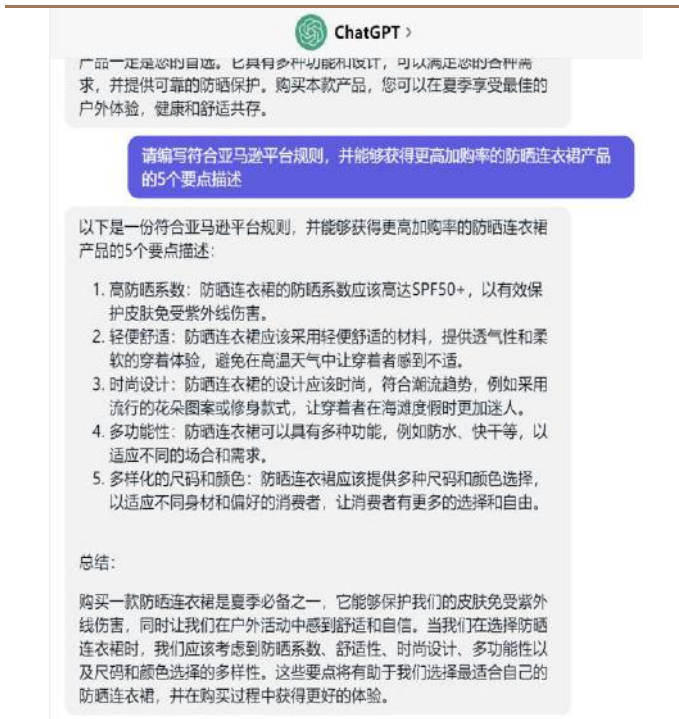 ChatGPT >
产品一定是您的首选。它具有多种功能和设计，可以满足您的各种需
求，并提供可靠的防晒保护。购买本款产品，您可以在夏季享受最佳的
户外体验，健康和舒适共存。
请编写符合亚马逊平台规则，并能够获得更高加购率的防晒连衣裙产品
的5个要点描述
以下是一份符合亚马逊平台规则，并能够获得更高加购率的防晒连衣裙
产品的5个要点描述：
1. 高防晒系数：防晒连衣裙的防晒系数应该高达SPF50+，以有效保
护皮肤免受紫外线伤害。
2. 轻便舒适：防晒连衣裙应该采用轻便舒适的材料，提供透气性和柔
软的穿着体验，避免在高温天气中让穿着者感到不适。
3. 时尚设计：防晒连衣裙的设计应该时尚，符合潮流趋势，例如采用
流行的花朵图案或修身款式，让穿着者在海滩度假时更加迷人。
4. 多功能性：防晒连衣裙可以具有多种功能，例如防水、快干等，以
适应不同的场合和需求。
5. 多样化的尺码和颜色：防晒连衣裙应该提供多种尺码和颜色选择，
以适应不同身材和偏好的消费者，让消费者有更多的选择和自由。
总结：
购买一款防晒连衣裙是夏季必备之一，它能够保护我们的皮肤免受紫外
线伤害，同时让我们在户外活动中感到舒适和自信。当我们在选择防晒
连衣裙时，我们应该考虑到防晒系数、舒适性、时尚设计、多功能性以
及尺码和颜色选择的多样性。这些要点将有助于我们选择最适合自己的
防晒连衣裙，并在购买过程中获得更好的体验。